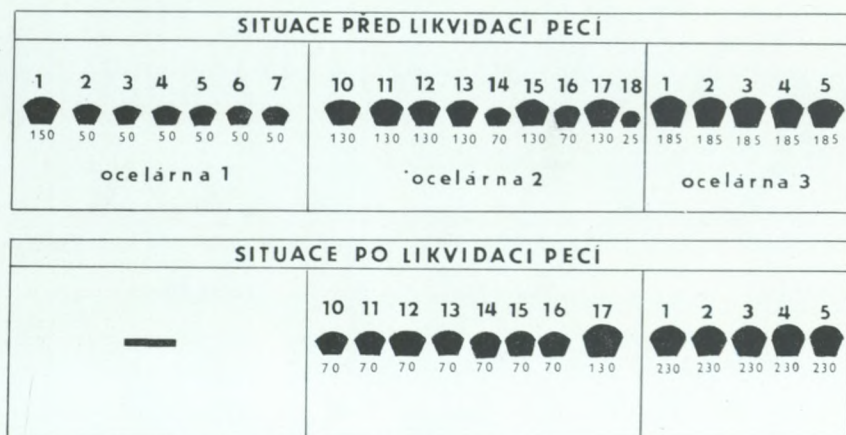 SITUACE PŘED LIKVIDACI PECÍ
1 2 3 4 5 6 7
150 50 50 50 50 50 50
ocelárna 1
10 11 12 13 14 15 16 17 18
130 130 130 130 70 130 70 130 25
ocelárna 2
1 2 3 4 5
185 185 185 185 185
ocelárna 3
SITUACE PO LIKVIDACI PECÍ
10 11 12 13 14 15 16 17
70 70 70 70 70 70 70 130
1 2 3 4 5
230 230 230 230 230